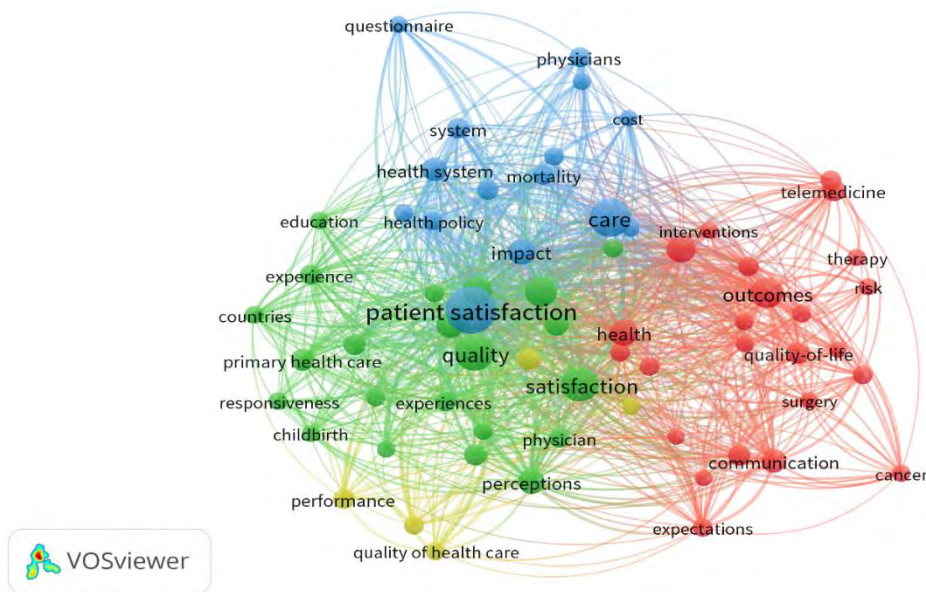 questionnaire
physicians
cost
system
health system
mortality
telemedicine
education
health policy
care
interventions
impact
therapy
experience
risk
outcomes
countries
patient satisfaction
health
primary health care
quality
quality-of-life
satisfaction
responsiveness
experiences
surgery
childbirth
physician
communication
perceptions
cancer
performance
expectations
quality of health care
VOSviewer